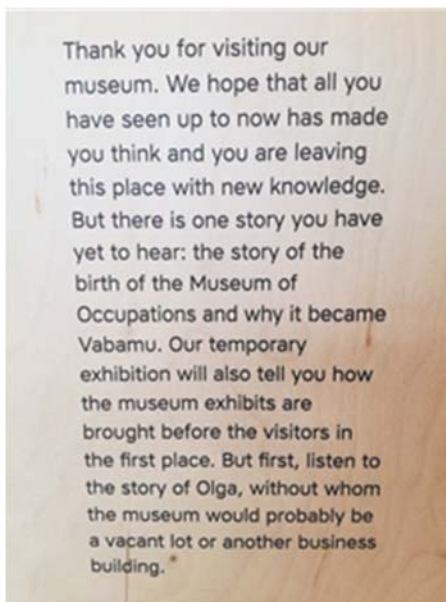 Thank you for visiting our
museum. We hope that all you
have seen up to now has made
you think and you are leaving
this place with new knowledge.
But there is one story you have
yet to hear: the story of the
birth of the Museum of
Occupations and why it became
Vabamu. Our temporary
exhibition will also tell you how
the museum exhibits are
brought before the visitors in
the first place. But first, listen to
the story of Olga, without whom
the museum would probably be
a vacant lot or another business
building.